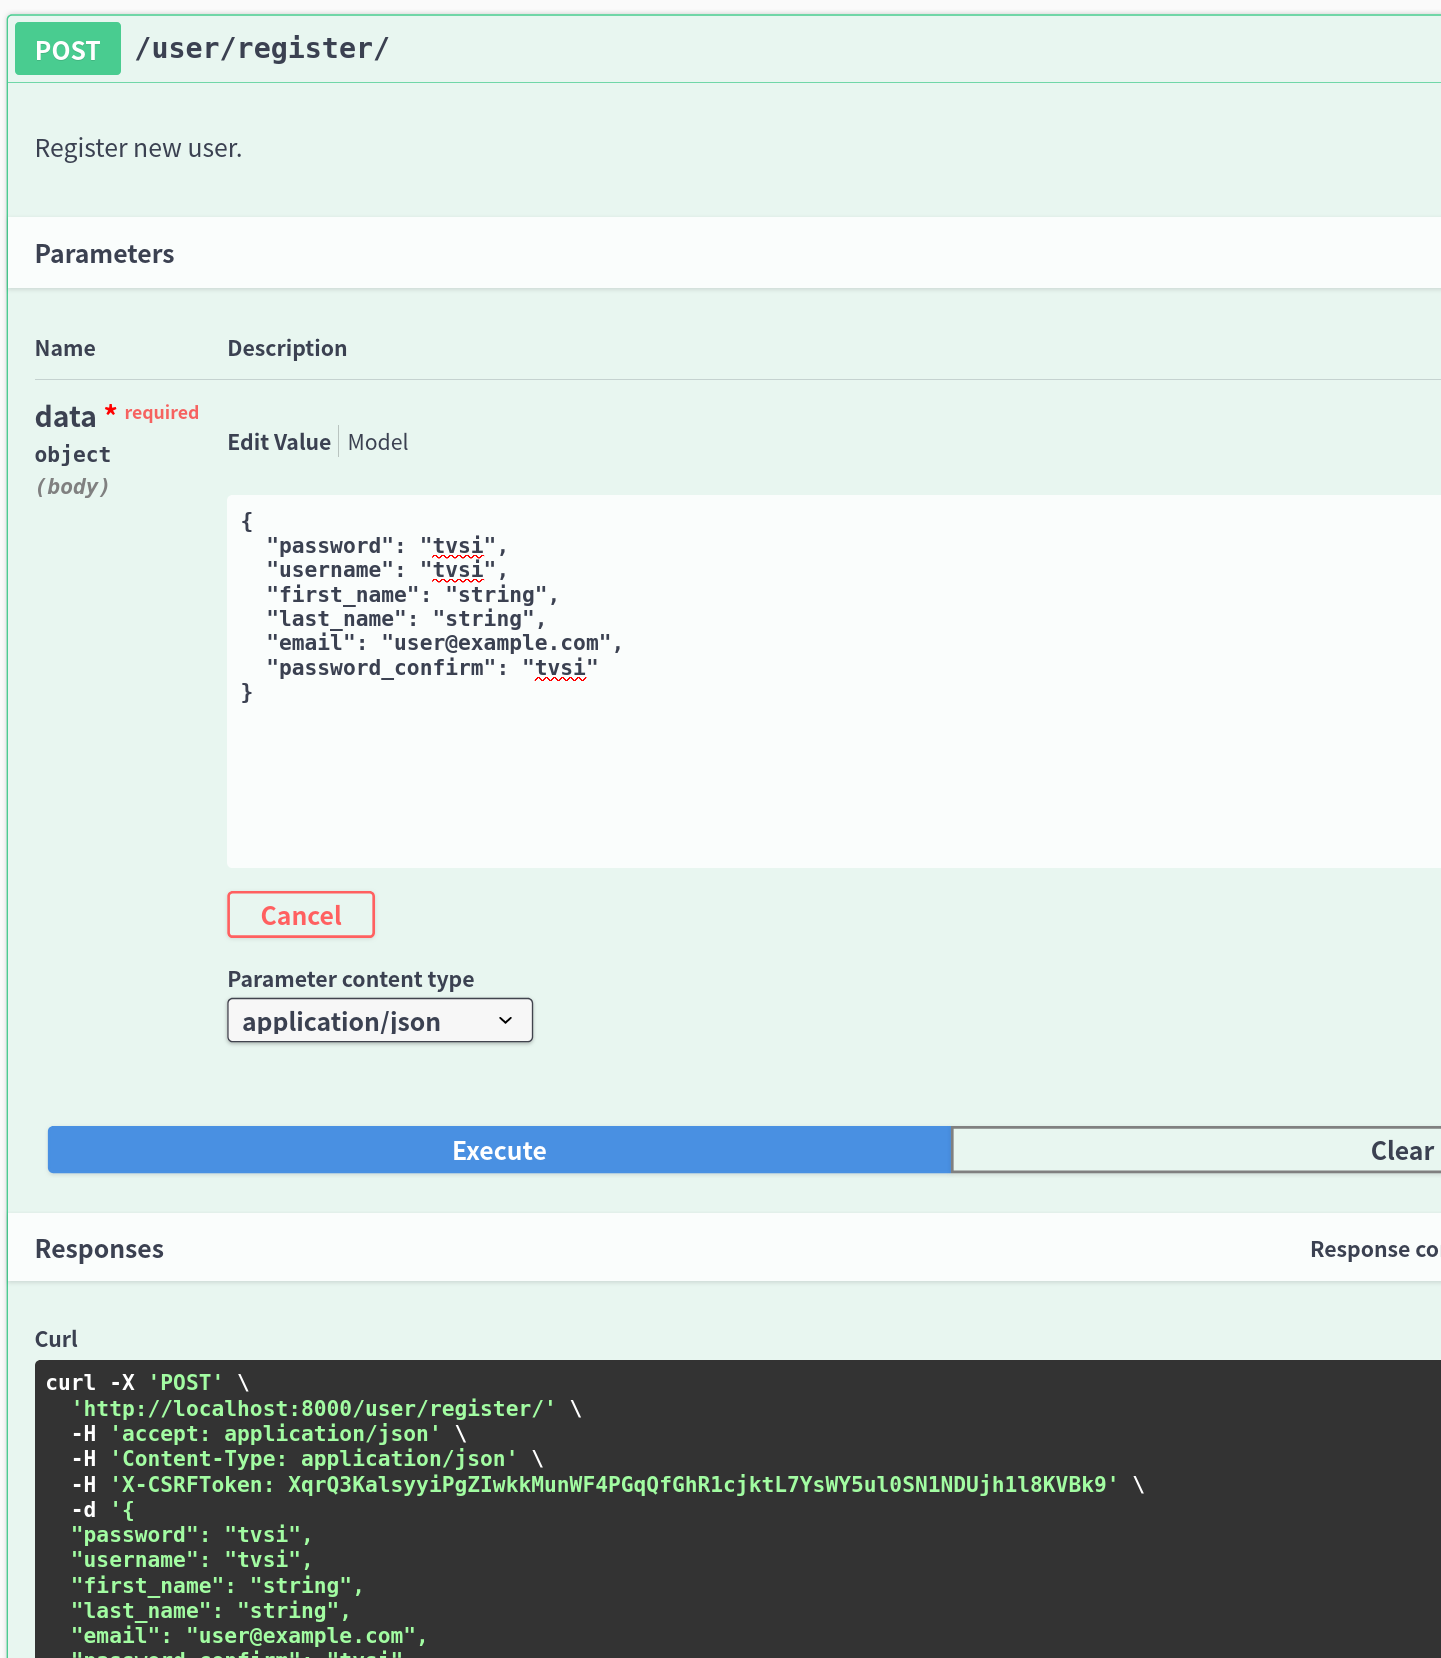 POST /user/register/
Register new user.
Parameters
Name Description
data * required
object
(body)
Edit Value Model
{
  "password": "tvsi",
  "username": "tvsi",
  "first_name": "string",
  "last_name": "string",
  "email": "user@example.com",
  "password_confirm": "tvsi"
}
Cancel
Parameter content type
application/json
Execute Clear
Responses Response co
Curl
curl -X 'POST' \
  'http://localhost:8000/user/register/' \
  -H 'accept: application/json' \
  -H 'Content-Type: application/json' \
  -H 'X-CSRFToken: XqrQ3KalsyyiPgZIwkkMunWF4PGqQfGhR1cjktL7YsWY5ul0SN1NDUjh1l8KVBk9' \
  -d '{
  "password": "tvsi",
  "username": "tvsi",
  "first_name": "string",
  "last_name": "string",
  "email": "user@example.com",
  "password_confirm": "tvsi"